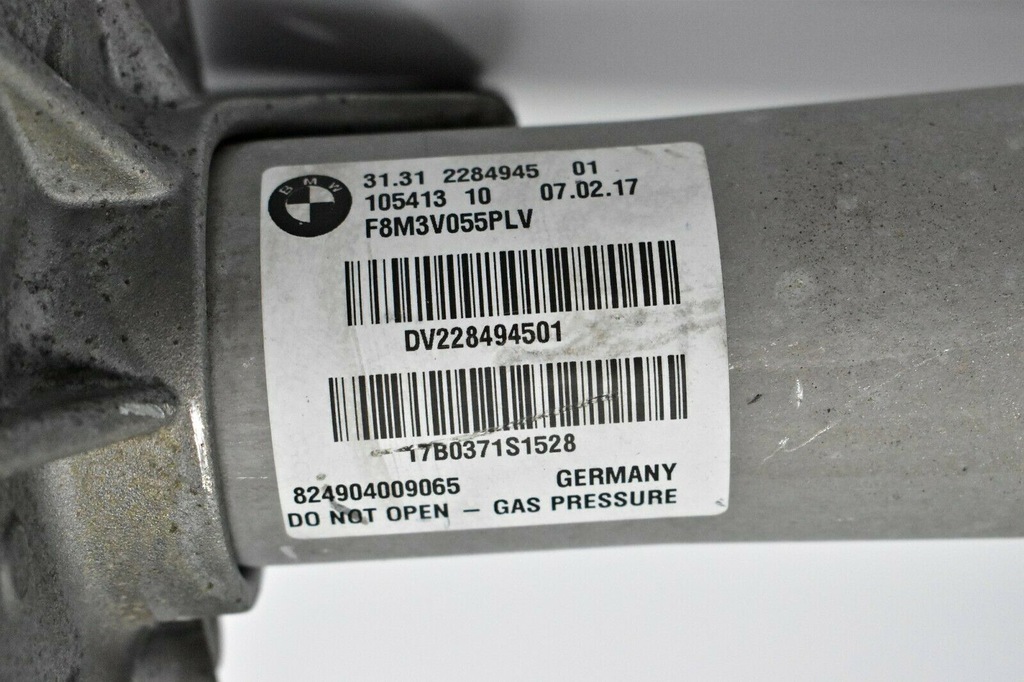 BMW
31.31 2284945 01
105413 10 07.02.17
F8M3V055PLV
DV228494501
17B0371S1528
824904009065 GERMANY
DO NOT OPEN – GAS PRESSURE